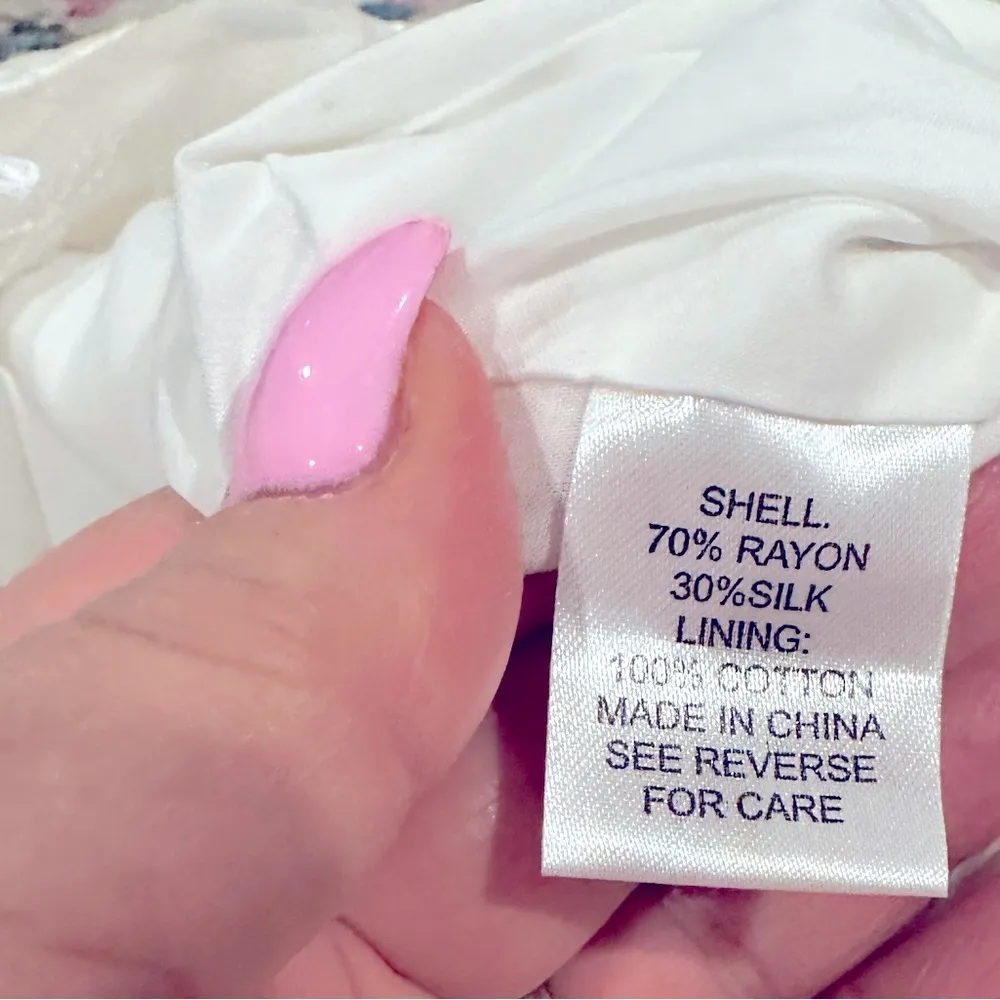 SHELL.
70% RAYON
30%SILK
LINING:
100% COTTON
MADE IN CHINA
SEE REVERSE
FOR CARE